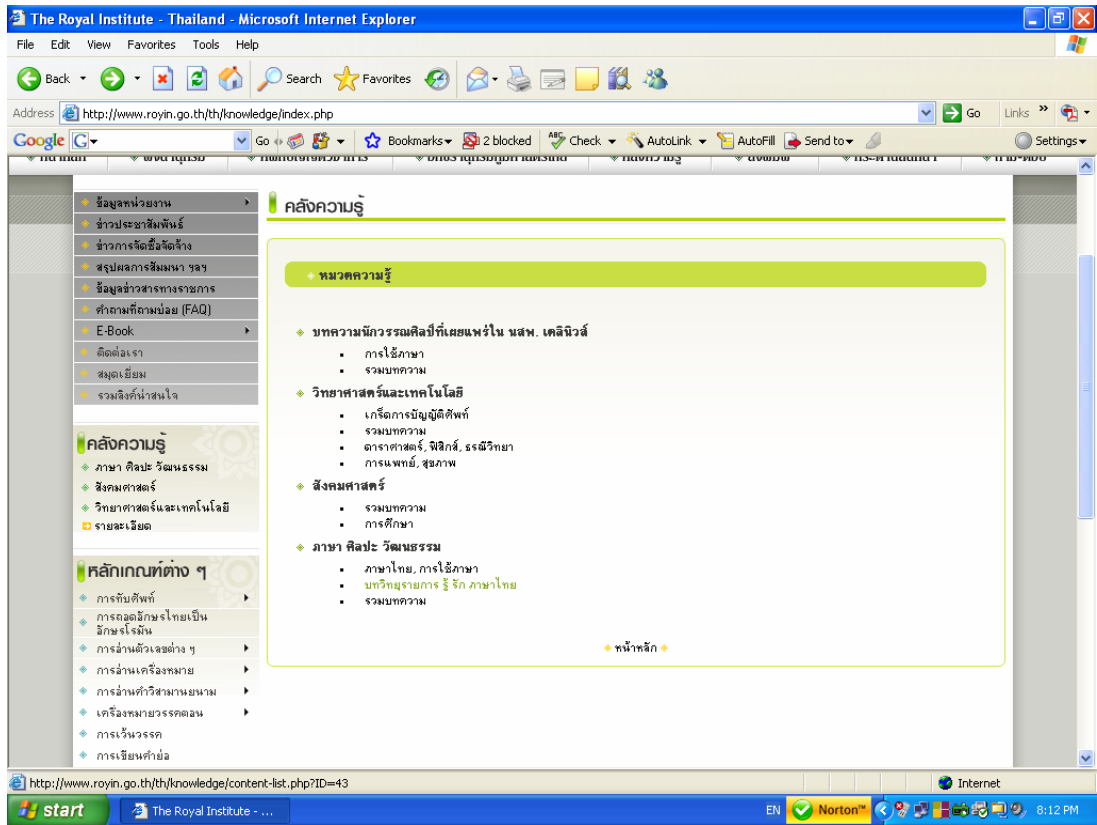 The Royal Institute - Thailand - Microsoft Internet Explorer
File Edit View Favorites Tools Help
Back Search Favorites
Address http://www.royin.go.th/th/knowledge/index.php Go Links »
Google G Go Bookmarks 2 blocked Check AutoLink AutoFill Send to Settings
ข้อมูลหน่วยงาน
ข่าวประชาสัมพันธ์
ข่าวการจัดซื้อจัดจ้าง
สรุปผลการสัมมนา ฯลฯ
ข้อมูลข่าวสารทางราชการ
คำถามที่ถามบ่อย (FAQ)
E-Book
ติดต่อเรา
สมุดเยี่ยม
รวมลิงค์น่าสนใจ
คลังความรู้
ภาษา ศิลปะ วัฒนธรรม
สังคมศาสตร์
วิทยาศาสตร์และเทคโนโลยี
รายละเอียด
หลักเกณฑ์ต่าง ๆ
การทับศัพท์
การถอดอักษรไทยเป็น
อักษรโรมัน
การอ่านตัวเลขต่าง ๆ
การอ่านเครื่องหมาย
การอ่านคำวิสามานยนาม
เครื่องหมายวรรคตอน
การเว้นวรรค
การเขียนคำย่อ
คลังความรู้
หมวดความรู้
บทความนักวรรณศิลป์ที่เผยแพร่ใน นสพ. เดลินิวส์
การใช้ภาษา
รวมบทความ
วิทยาศาสตร์และเทคโนโลยี
เกร็ดการบัญญัติศัพท์
รวมบทความ
ดาราศาสตร์, ฟิสิกส์, ธรณีวิทยา
การแพทย์, สุขภาพ
สังคมศาสตร์
รวมบทความ
การศึกษา
ภาษา ศิลปะ วัฒนธรรม
ภาษาไทย, การใช้ภาษา
บทวิทยุรายการ รู้ รัก ภาษาไทย
รวมบทความ
หน้าหลัก
http://www.royin.go.th/th/knowledge/content-list.php?ID=43 Internet
start The Royal Institute - ... EN Norton™ 8:12 PM